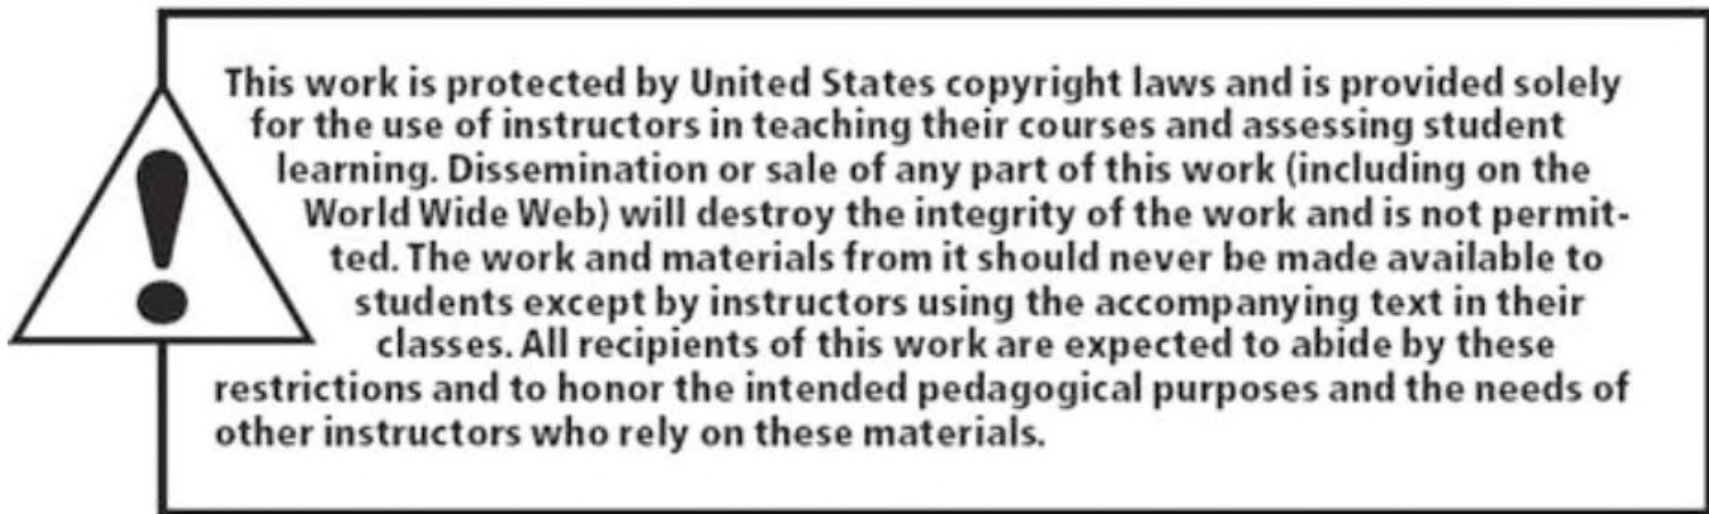 This work is protected by United States copyright laws and is provided solely
for the use of instructors in teaching their courses and assessing student
learning. Dissemination or sale of any part of this work (including on the
World Wide Web) will destroy the integrity of the work and is not permit-
ted. The work and materials from it should never be made available to
students except by instructors using the accompanying text in their
classes. All recipients of this work are expected to abide by these
restrictions and to honor the intended pedagogical purposes and the needs of
other instructors who rely on these materials.